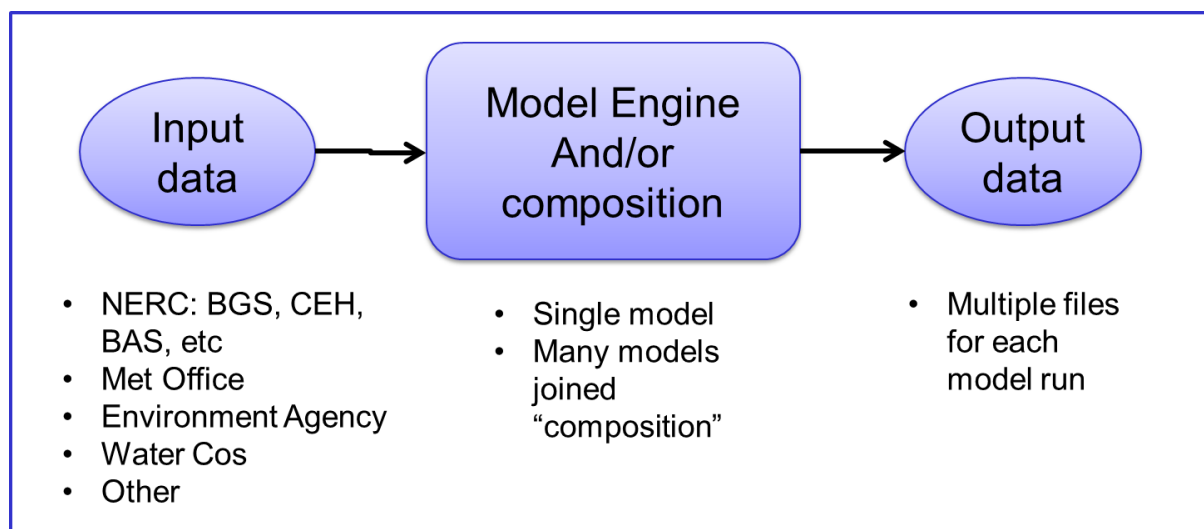 Input
data
Model Engine
And/or
composition
Output
data
• NERC: BGS, CEH,
BAS, etc
• Met Office
• Environment Agency
• Water Cos
• Other
• Single model
• Many models
joined
“composition”
• Multiple files
for each
model run